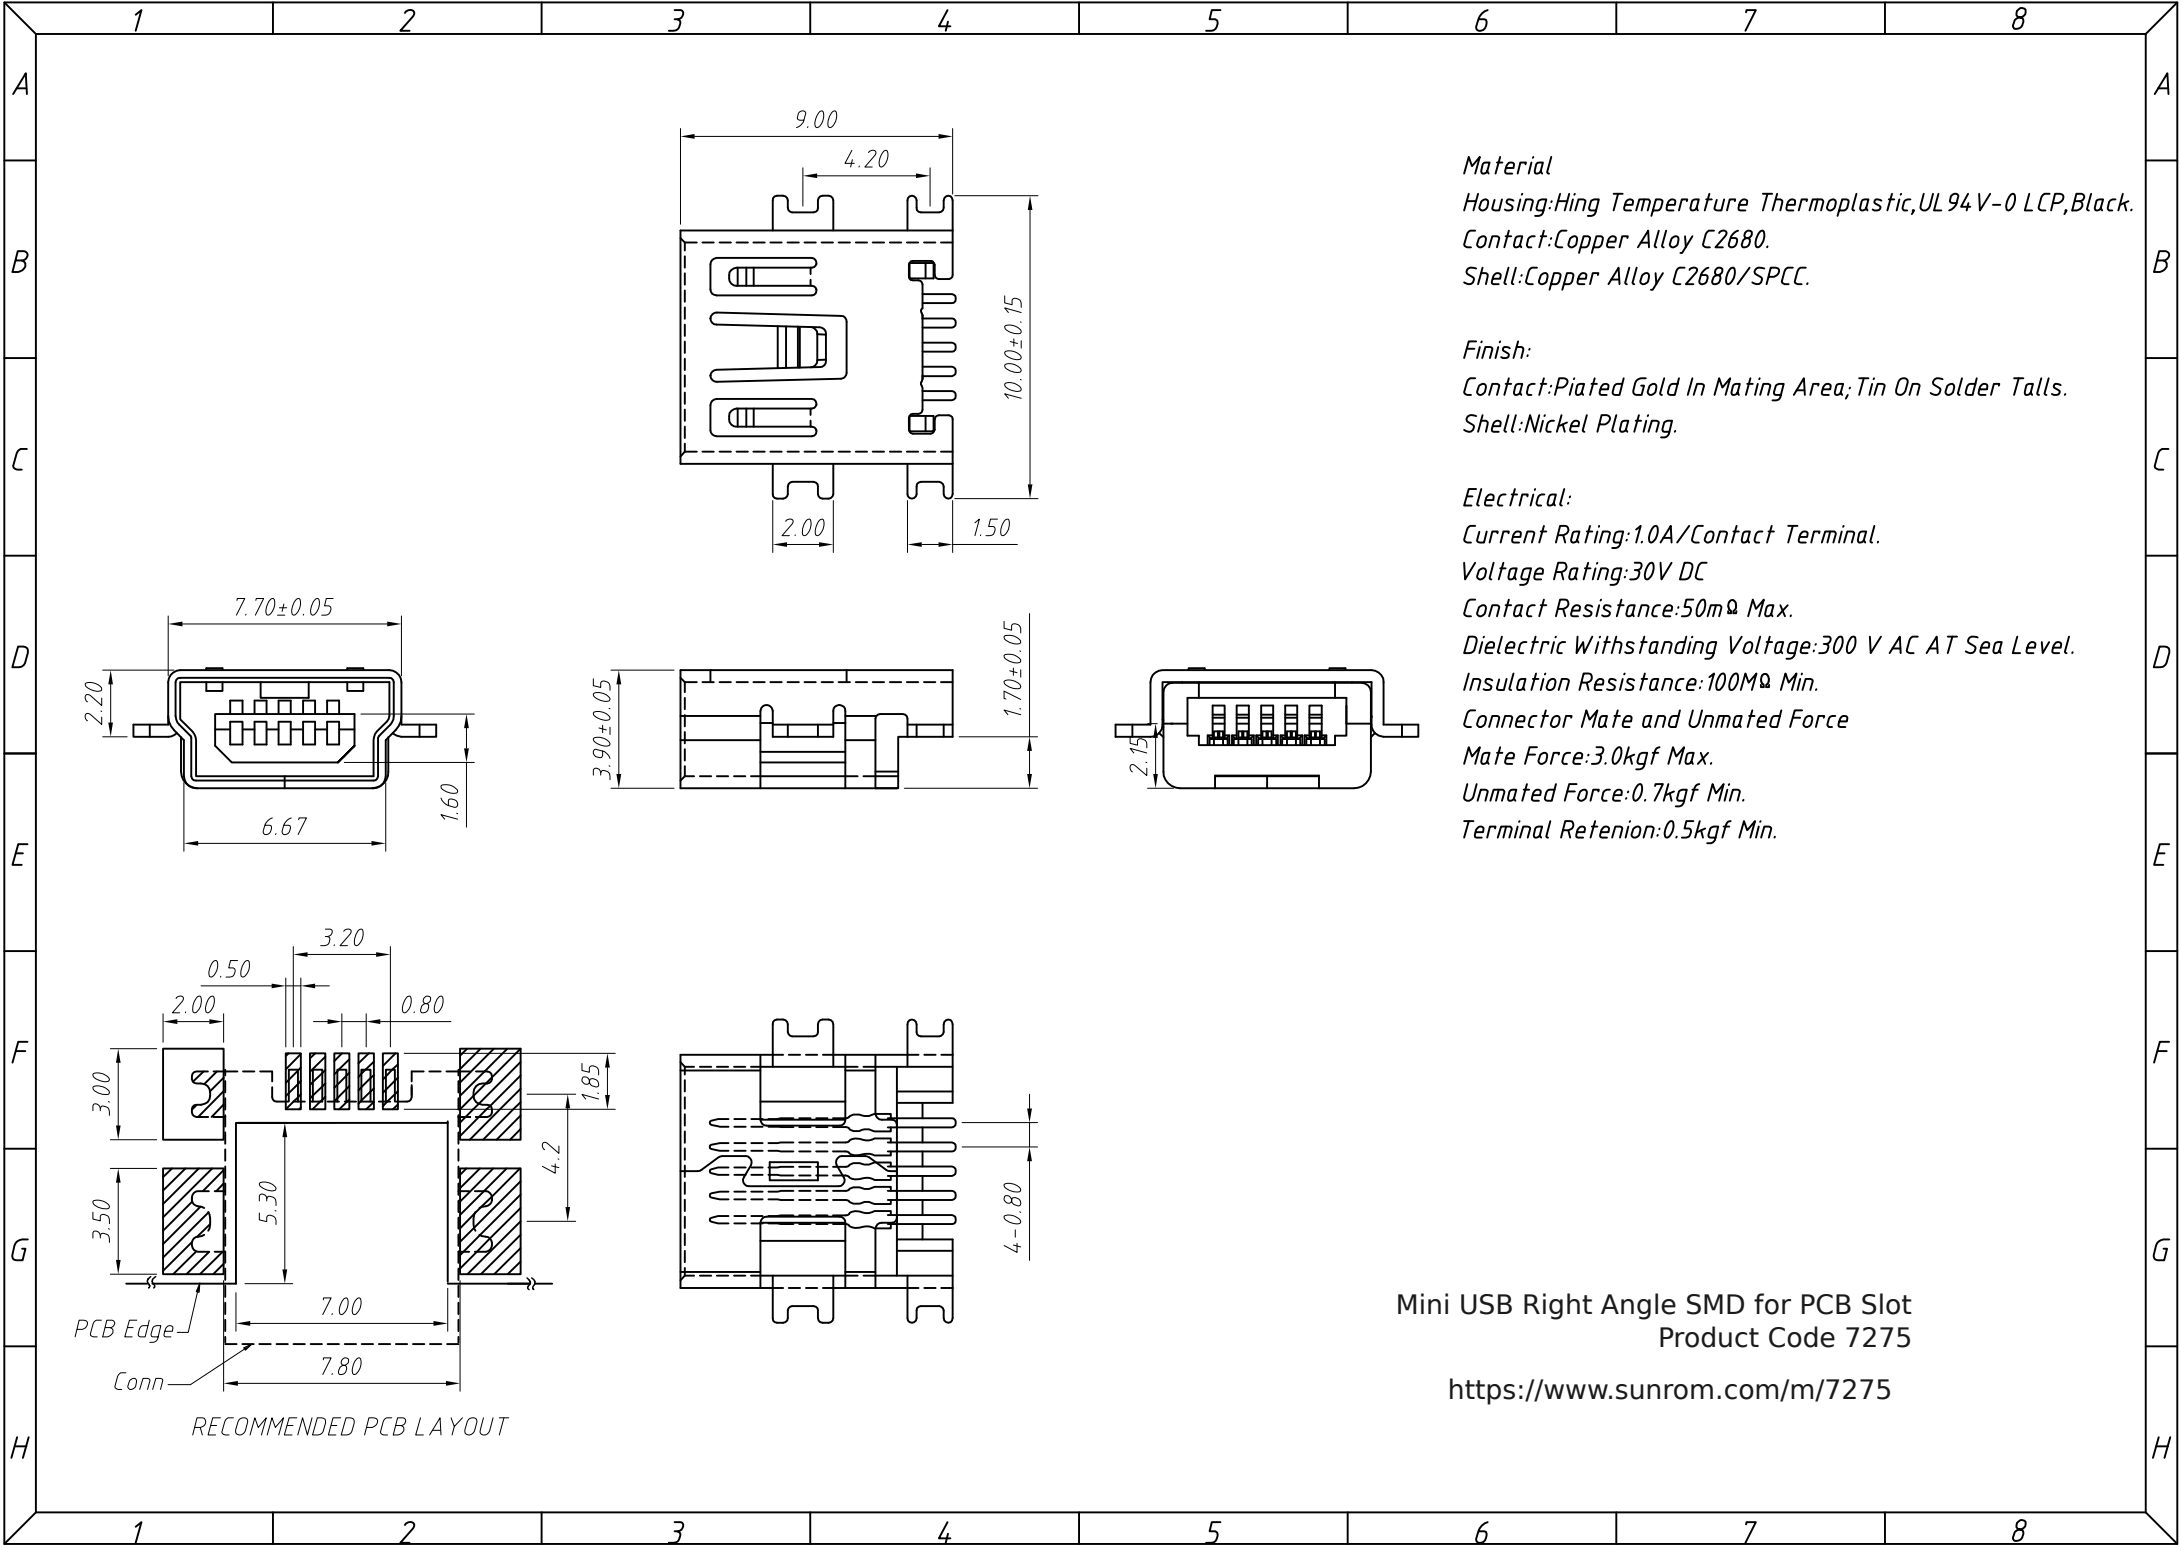 1 2 3 4 5 6 7 8
A A
B B
C C
D D
E E
F F
G G
H H
1 2 3 4 5 6 7 8
9.00
4.20
10.00±0.15
2.00
1.50
7.70±0.05
2.20
1.60
6.67
3.90±0.05
1.70±0.05
2.15
3.20
0.50
2.00
0.80
3.00
1.85
4.2
3.50
5.30
7.00
PCB Edge
7.80
Conn
RECOMMENDED PCB LAYOUT
4-0.80
Material
Housing:Hing Temperature Thermoplastic,UL94V-0 LCP,Black.
Contact:Copper Alloy C2680.
Shell:Copper Alloy C2680/SPCC.
Finish:
Contact:Piated Gold In Mating Area;Tin On Solder Talls.
Shell:Nickel Plating.
Electrical:
Current Rating:1.0A/Contact Terminal.
Voltage Rating:30V DC
Contact Resistance:50mΩ Max.
Dielectric Withstanding Voltage:300 V AC AT Sea Level.
Insulation Resistance:100MΩ Min.
Connector Mate and Unmated Force
Mate Force:3.0kgf Max.
Unmated Force:0.7kgf Min.
Terminal Retenion:0.5kgf Min.
Mini USB Right Angle SMD for PCB Slot
Product Code 7275
https://www.sunrom.com/m/7275